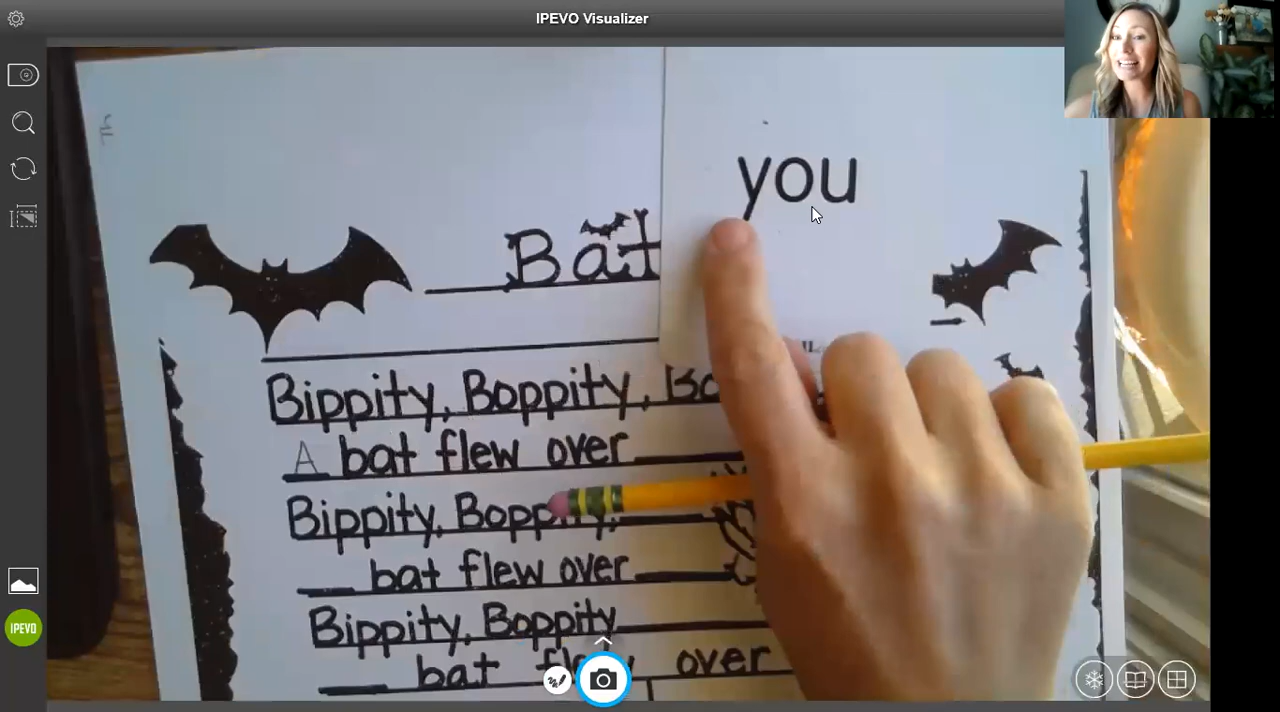 IPEVO Visualizer
you
Bat
Bippity, Boppity,
A bat flew over
Bippity, Boppity,
bat flew over
Bippity, Boppity
bat over
IPEVO